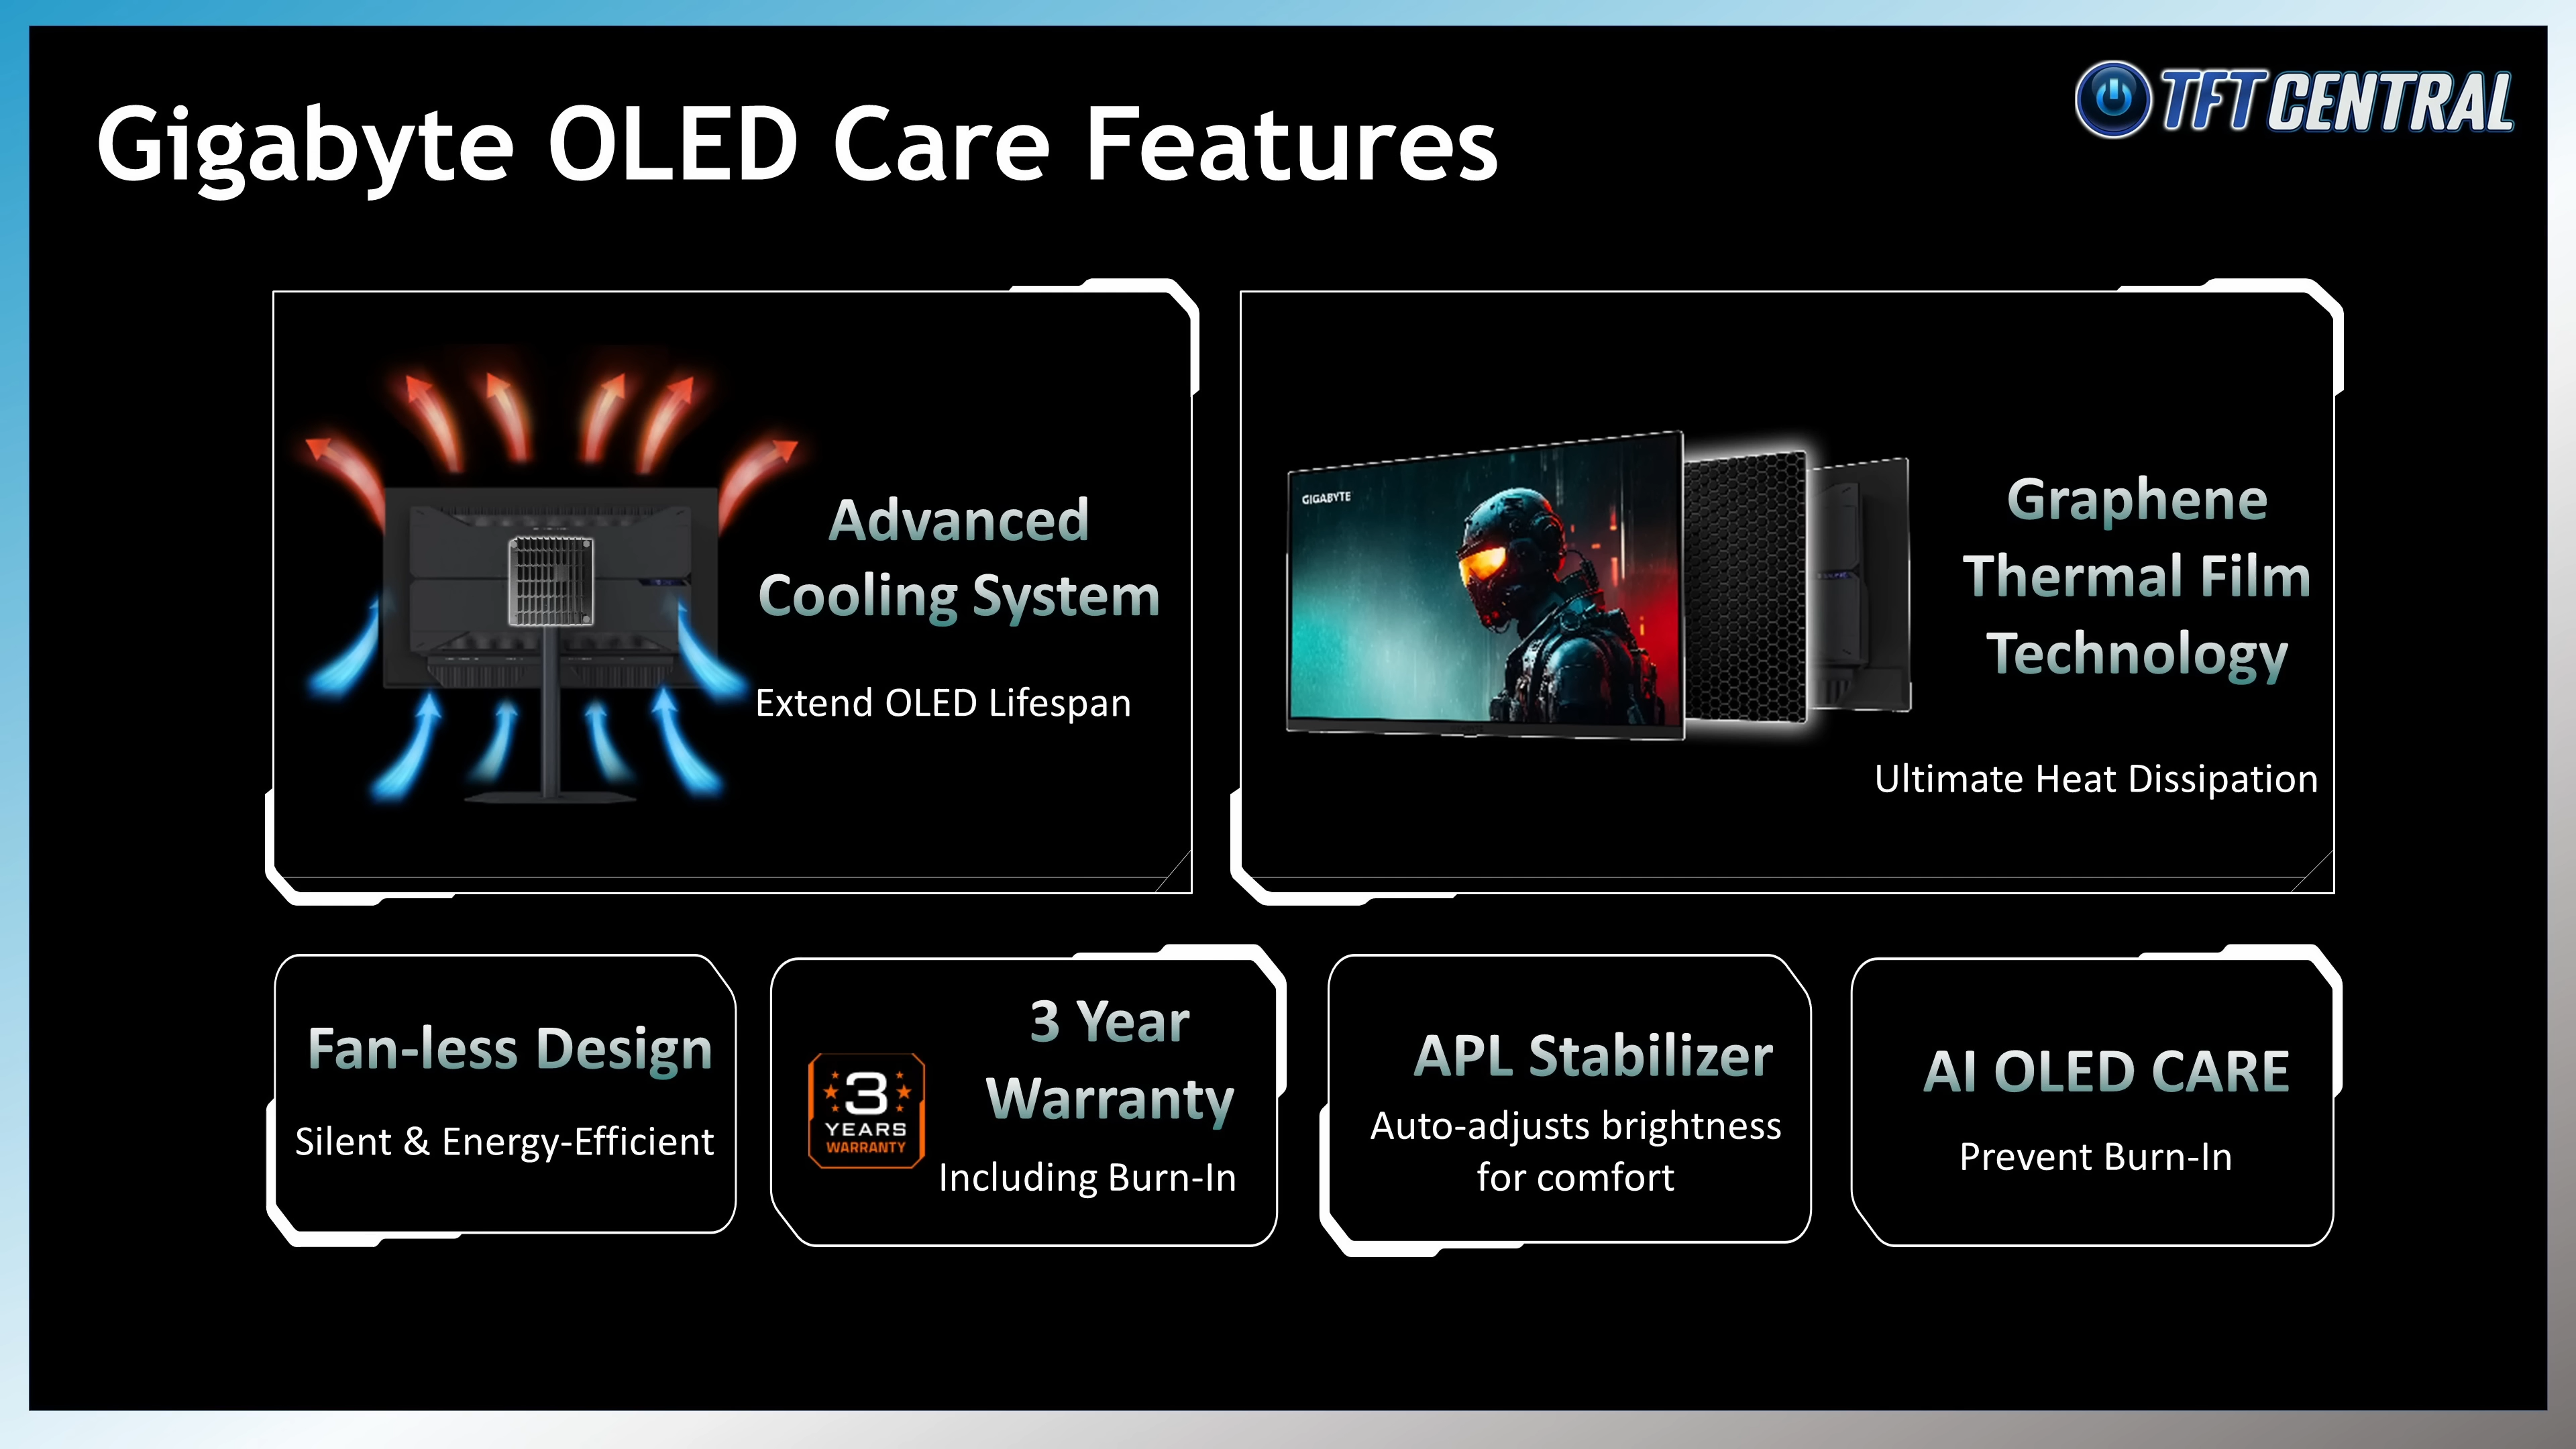 Gigabyte OLED Care Features
TFTCENTRAL
Advanced
Cooling System
Extend OLED Lifespan
GIGABYTE
Graphene
Thermal Film
Technology
Ultimate Heat Dissipation
Fan-less Design
Silent & Energy-Efficient
3
YEARS
WARRANTY
3 Year
Warranty
Including Burn-In
APL Stabilizer
Auto-adjusts brightness
for comfort
AI OLED CARE
Prevent Burn-In